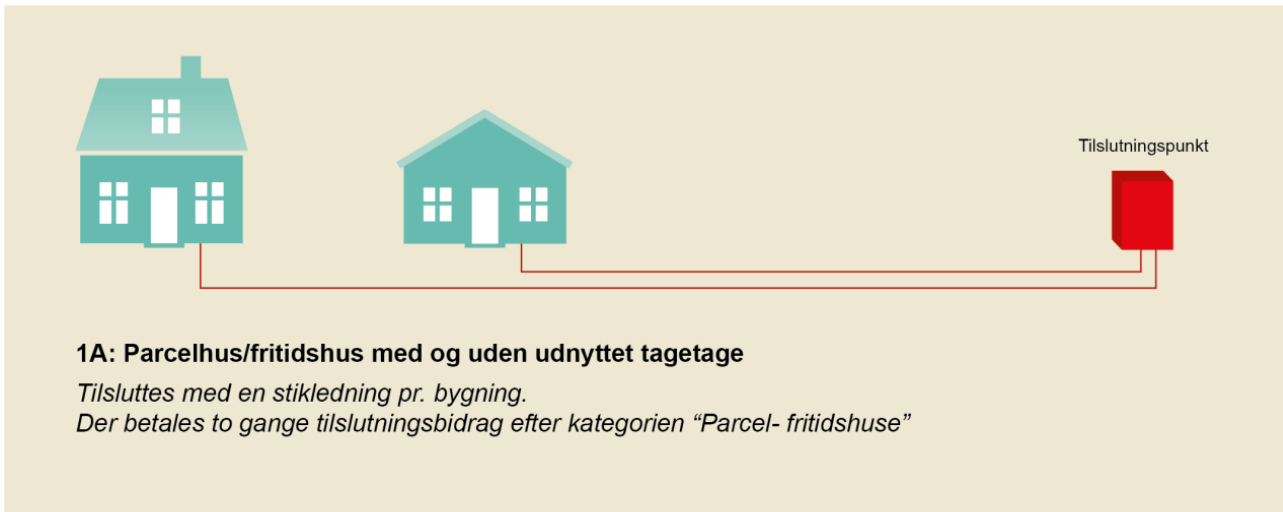 Tilslutningspunkt
1A: Parcelhus/fritidshus med og uden udnyttet tagetage
Tilsluttes med en stikledning pr. bygning.
Der betales to gange tilslutningsbidrag efter kategorien “Parcel- fritidshuse”